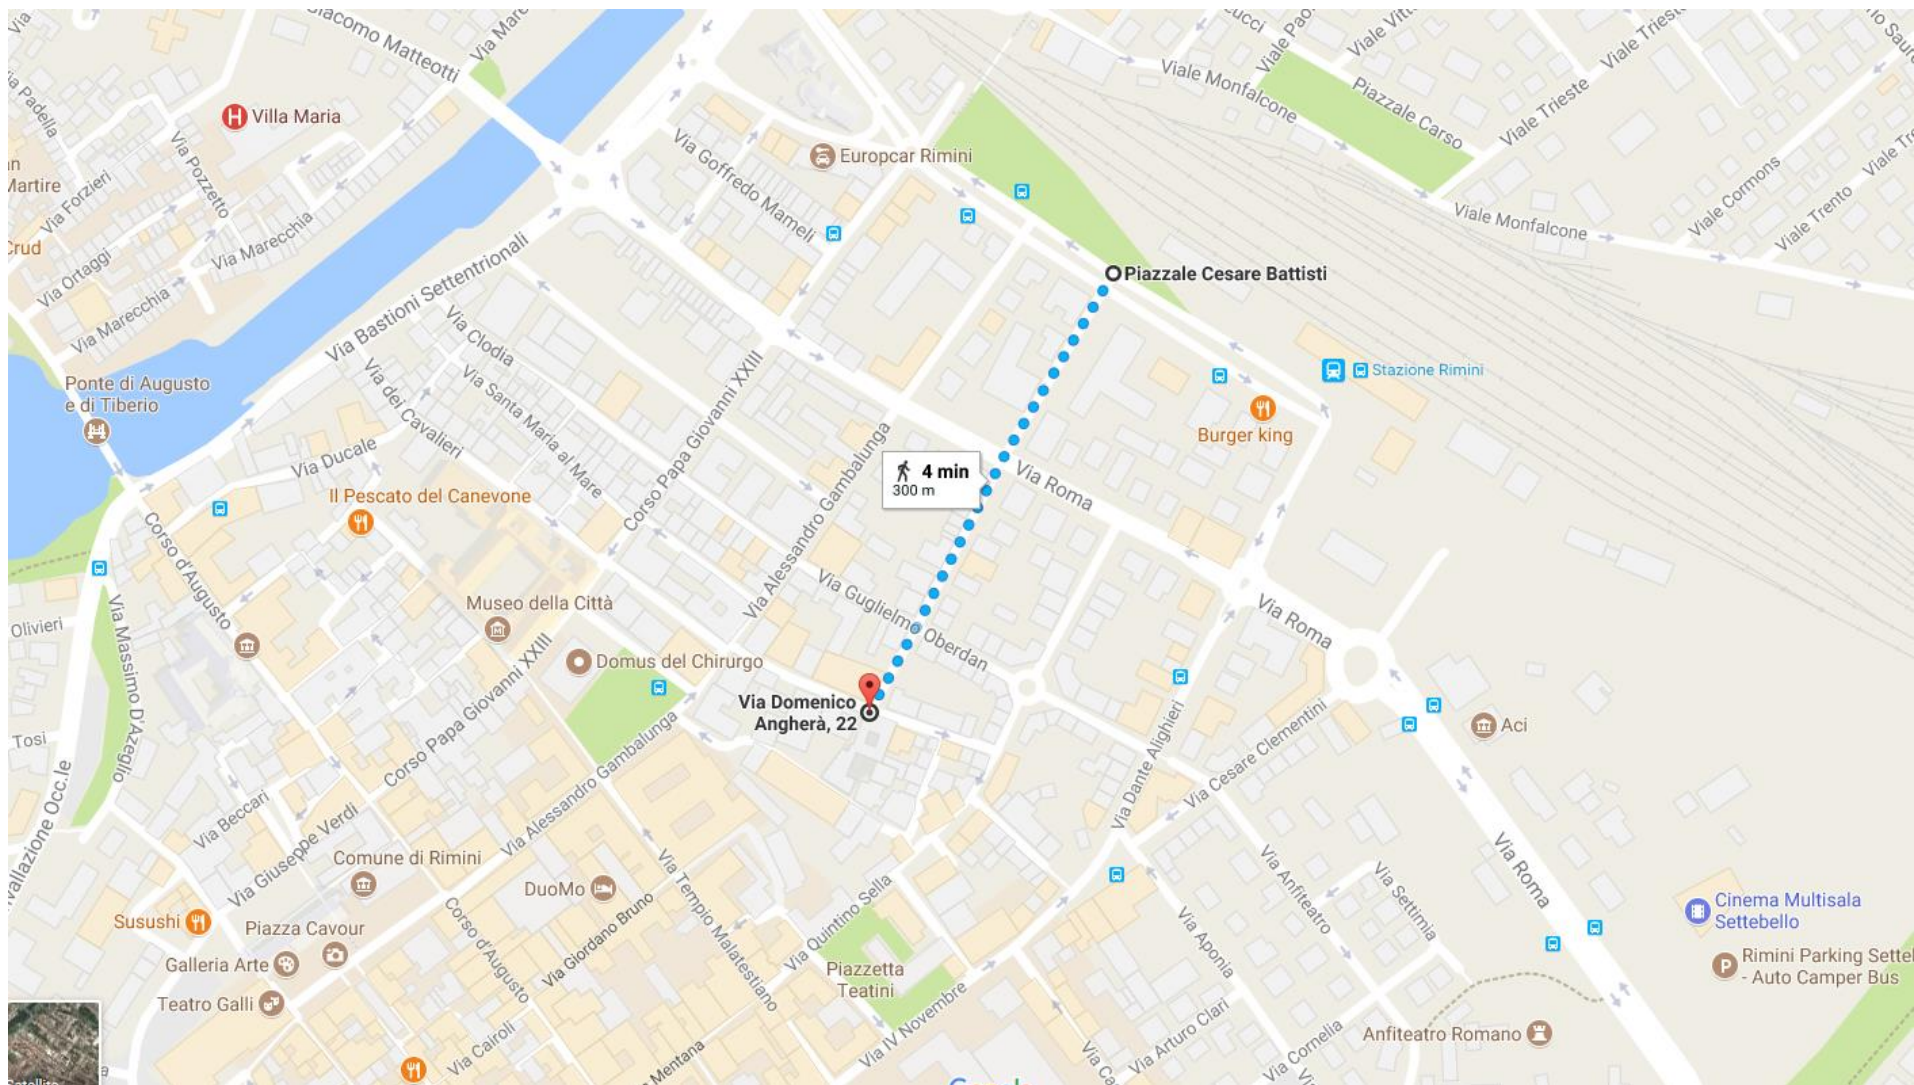 Giacomo Matteotti
Via Padella
Villa Maria
Via Pozzetto
Via Forzieri
Martire
Crud
Via Ortaggi
Via Marecchia
Via Marecchia
Via Bastioni Settentrionali
Via Goffredo Mameli
Europcar Rimini
Viale Monfalcone
Piazzale Carso
Viale Trieste
Viale Trieste
Viale Monfalcone
Viale Cormons
Viale Trento
Piazzale Cesare Battisti
Stazione Rimini
Burger king
Ponte di Augusto
e di Tiberio
Via Clodia
Via dei Cavalieri
Via Santa Maria al Mare
Corso Papa Giovanni XXIII
Via Ducale
Il Pescato del Canevone
Via Alessandro Gambalunga
4 min
300 m
Via Roma
Corso d'Augusto
Museo della Città
Via Guglielmo Oberdan
Via Roma
Olivieri
Via Massimo D'Azeglio
Domus del Chirurgo
Via Domenico
Angherà, 22
Corso Papa Giovanni XXIII
Via Alessandro Gambalunga
Via Dante Alighieri
Via Cesare Clementini
Aci
Tosi
Via Beccari
Via Giuseppe Verdi
Comune di Rimini
DuoMo
Via Tempio Malatestiano
Via Giordano Bruno
Via Quintino Sella
Via Anfiteatro
Via Settimia
Via Roma
Cinema Multisala
Settebello
Susushi
Piazza Cavour
Galleria Arte
Teatro Galli
Corso d'Augusto
Piazzetta
Teatini
Via Aponia
Rimini Parking Settel
- Auto Camper Bus
Via IV Novembre
Via Arturo Clari
Via Cornelia
Anfiteatro Romano
Via Cairoli
Mentana